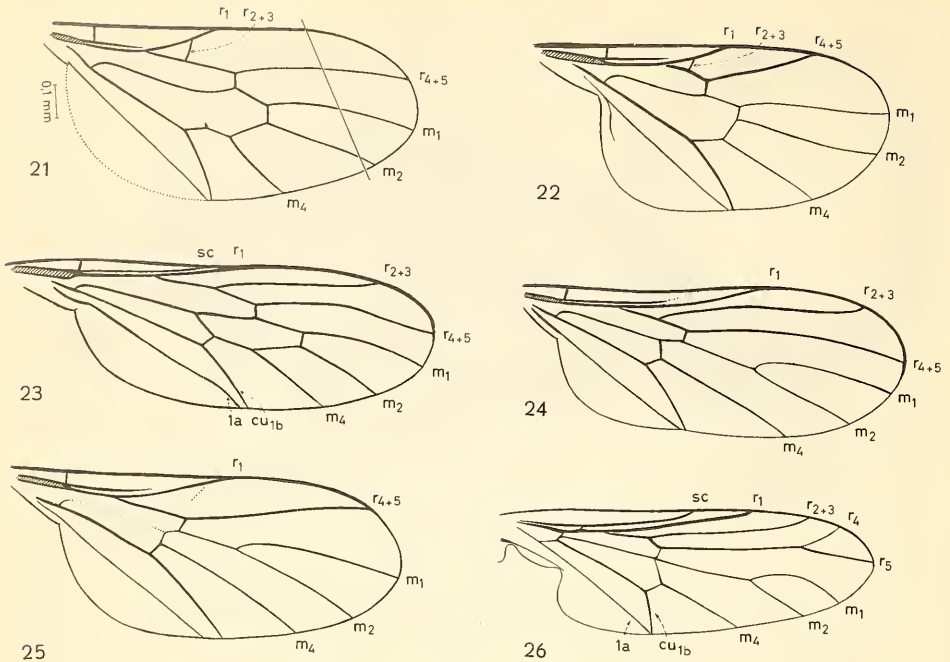 r1 r2+3
r4+5
m1
m2
m4
0,1 mm
21
r1 r2+3
r4+5
m1
m2
m4
22
sc r1
r2+3
r4+5
m1
m2
m4
1a cu1b
23
r1
r2+3
r4+5
m1
m2
m4
24
r1
r4+5
m1
m2
m4
25
sc r1 r2+3 r4
r5
m1
m2
m4
1a cu1b
26